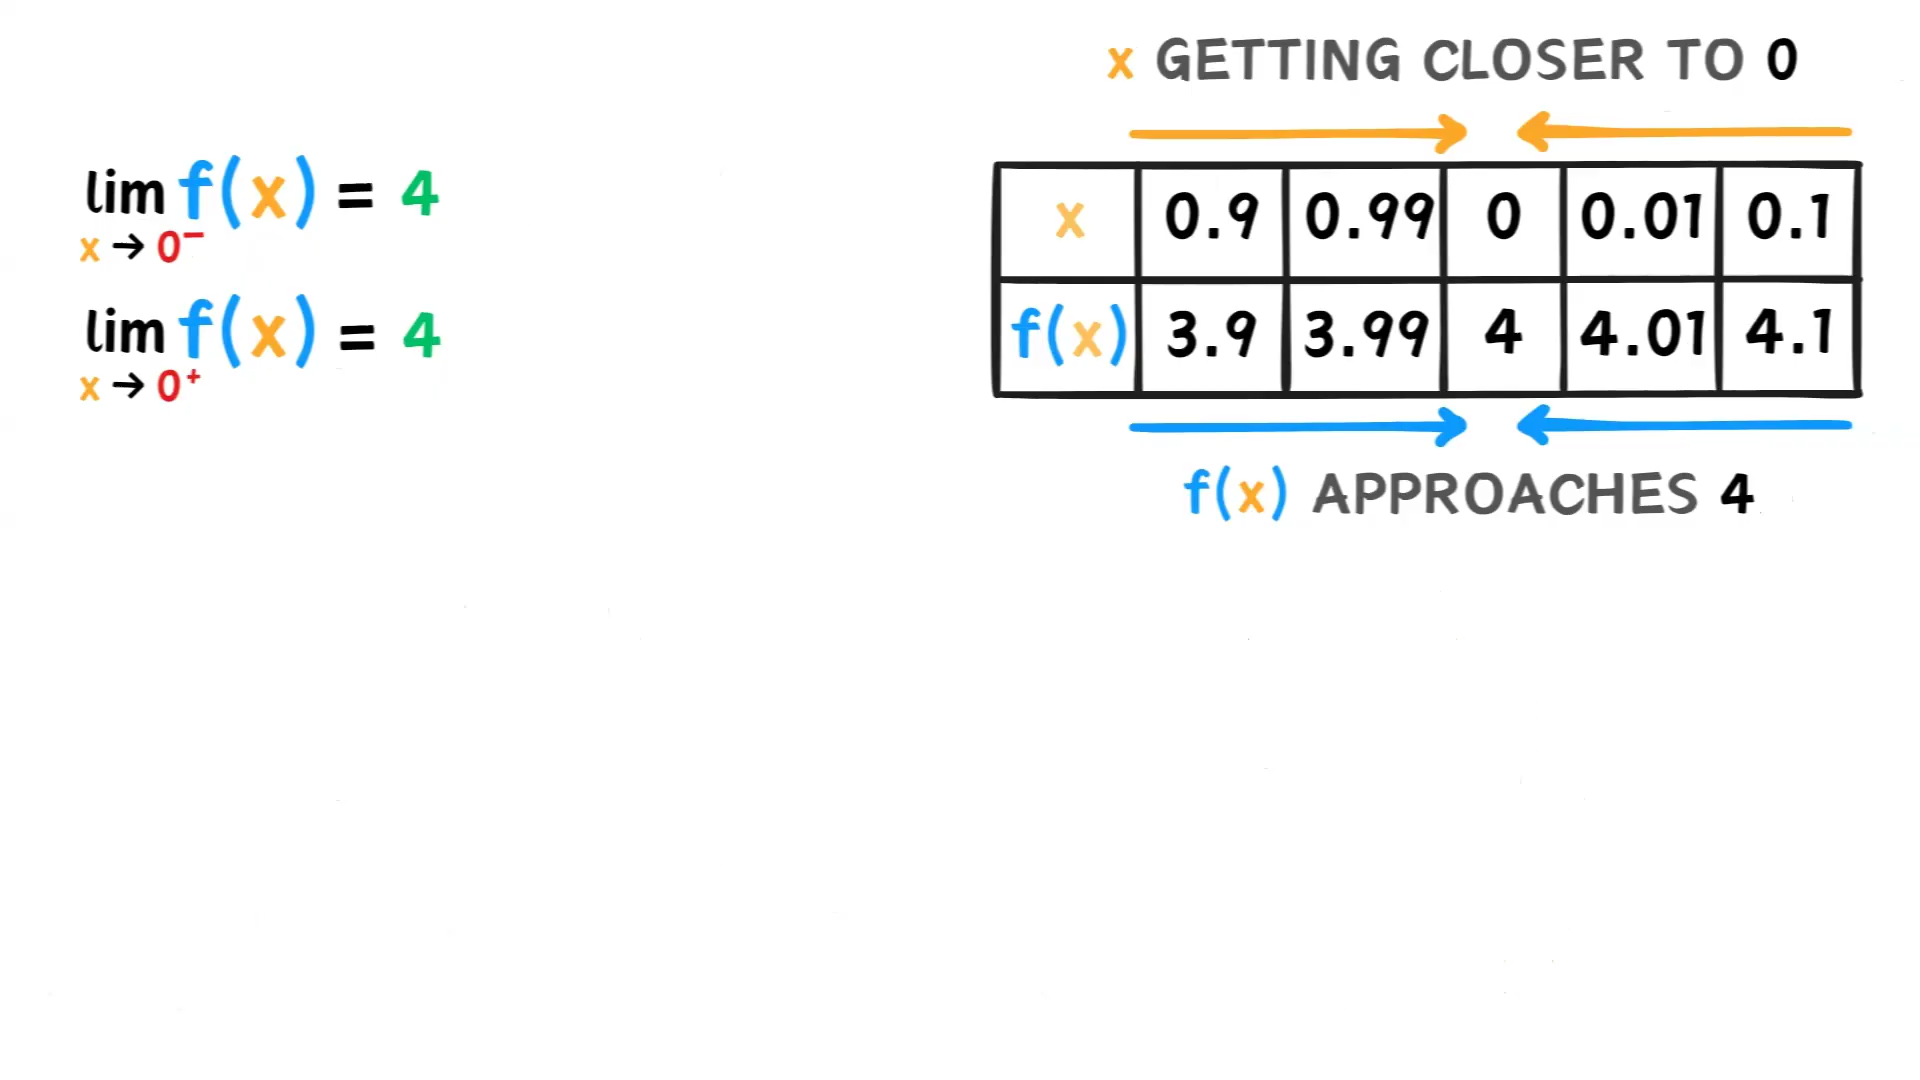 lim f(x) = 4
x → 0⁻
lim f(x) = 4
x → 0⁺
x GETTING CLOSER TO 0
x 0.9 0.99 0 0.01 0.1
f(x) 3.9 3.99 4 4.01 4.1
f(x) APPROACHES 4